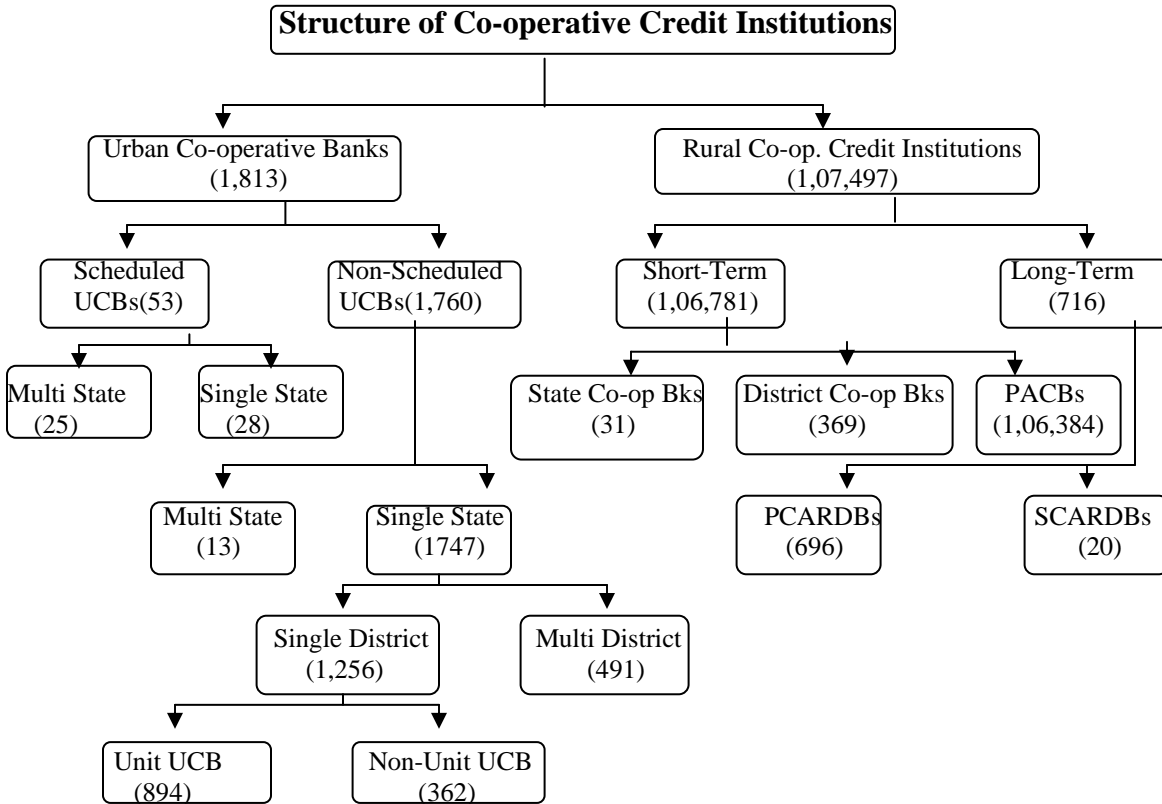 Structure of Co-operative Credit Institutions
Urban Co-operative Banks
(1,813)
Rural Co-op. Credit Institutions
(1,07,497)
Scheduled
UCBs(53)
Non-Scheduled
UCBs(1,760)
Short-Term
(1,06,781)
Long-Term
(716)
Multi State
(25)
Single State
(28)
State Co-op Bks
(31)
District Co-op Bks
(369)
PACBs
(1,06,384)
Multi State
(13)
Single State
(1747)
PCARDBs
(696)
SCARDBs
(20)
Single District
(1,256)
Multi District
(491)
Unit UCB
(894)
Non-Unit UCB
(362)